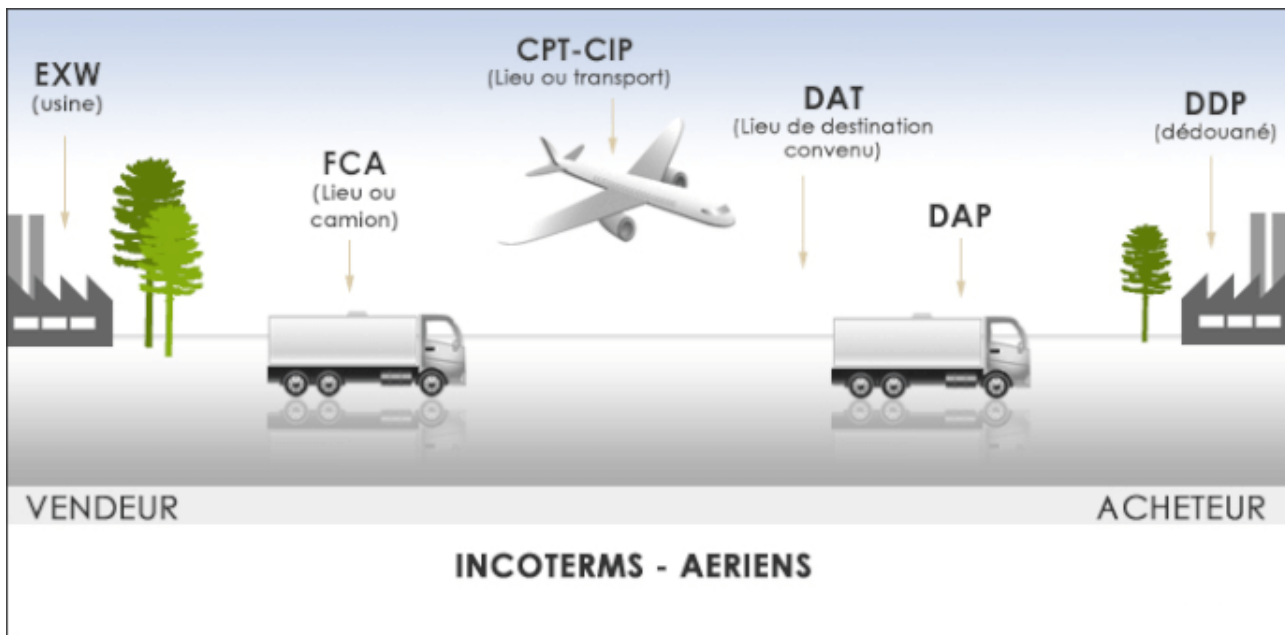 EXW
(usine)
FCA
(Lieu ou
camion)
CPT-CIP
(Lieu ou transport)
DAT
(Lieu de destination
convenu)
DAP
DDP
(dédouané)
VENDEUR
ACHETEUR
INCOTERMS - AERIENS